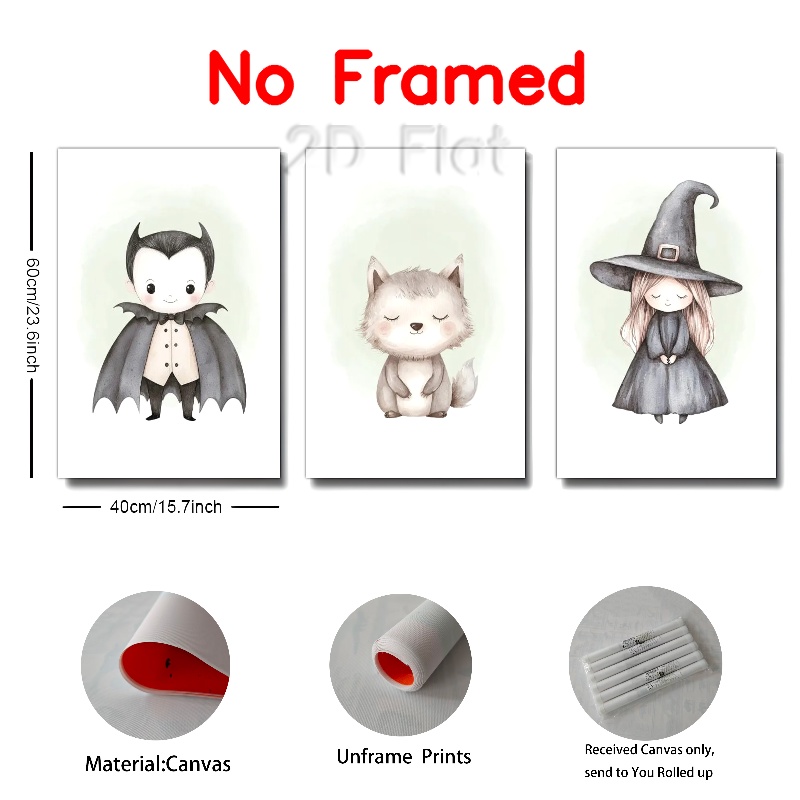 No Framed
2D Flat
60cm/23.6inch
40cm/15.7inch
Material:Canvas
Unframe Prints
Received Canvas only,
send to You Rolled up